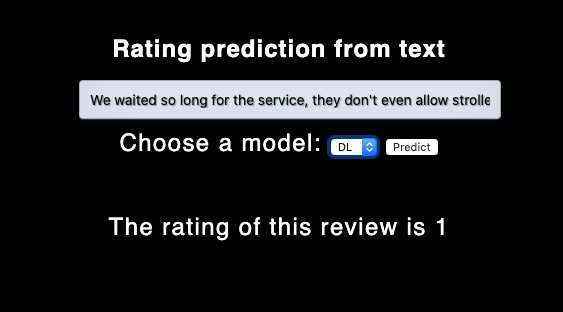 Rating prediction from text
We waited so long for the service, they don't even allow strolle
Choose a model: DL Predict
The rating of this review is 1